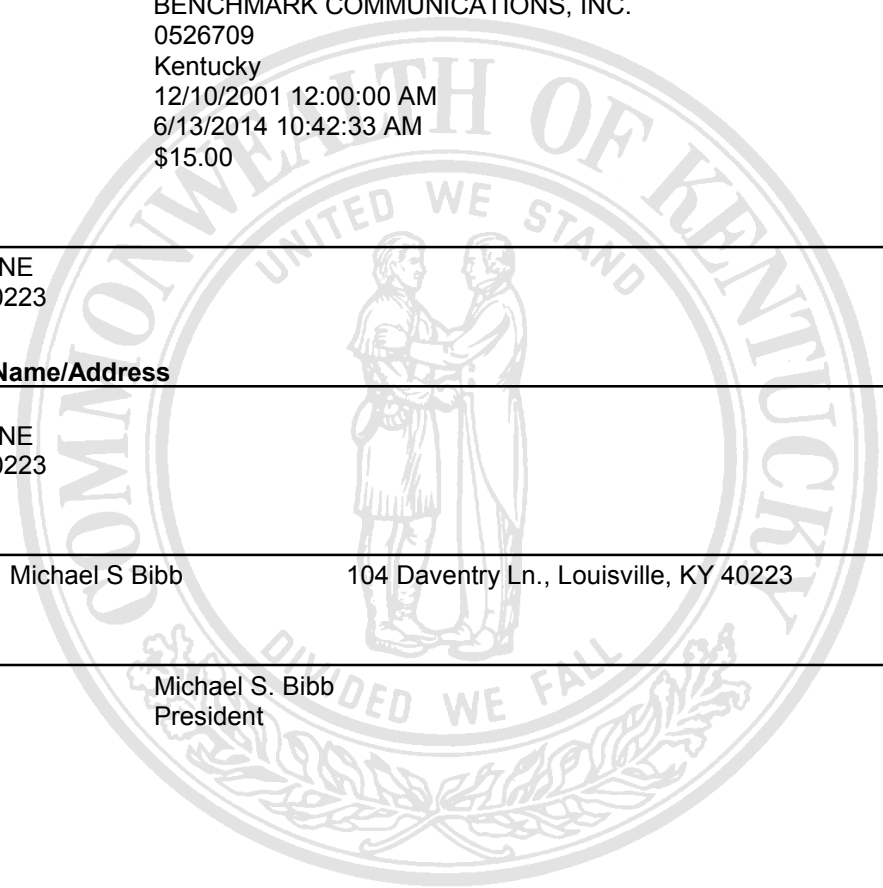 BENCHMARK COMMUNICATIONS, INC.
0526709
Kentucky
12/10/2001 12:00:00 AM
6/13/2014 10:42:33 AM
$15.00
COMMONWEALTH OF KENTUCKY
UNITED WE STAND
NE
0223
Name/Address
NE
0223
Michael S Bibb 104 Daventry Ln., Louisville, KY 40223
Michael S. Bibb
President
DIVIDED WE FALL